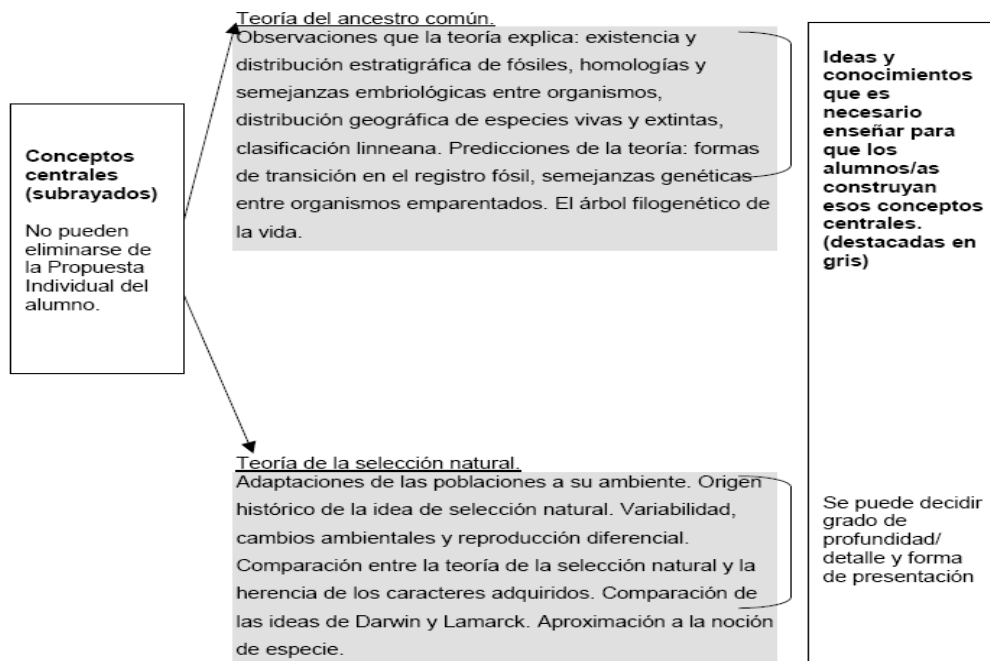 Teoría del ancestro común.
Observaciones que la teoría explica: existencia y
distribución estratigráfica de fósiles, homologías y
semejanzas embriológicas entre organismos,
distribución geográfica de especies vivas y extintas,
clasificación linneana. Predicciones de la teoría: formas
de transición en el registro fósil, semejanzas genéticas
entre organismos emparentados. El árbol filogenético de
la vida.
Conceptos
centrales
(subrayados)
No pueden
eliminarse de
la Propuesta
Individual del
alumno.
Ideas y
conocimientos
que es
necesario
enseñar para
que los
alumnos/as
construyan
esos conceptos
centrales.
(destacadas en
gris)
Teoría de la selección natural.
Adaptaciones de las poblaciones a su ambiente. Origen
histórico de la idea de selección natural. Variabilidad,
cambios ambientales y reproducción diferencial.
Comparación entre la teoría de la selección natural y la
herencia de los caracteres adquiridos. Comparación de
las ideas de Darwin y Lamarck. Aproximación a la noción
de especie.
Se puede decidir
grado de
profundidad/
detalle y forma
de presentación